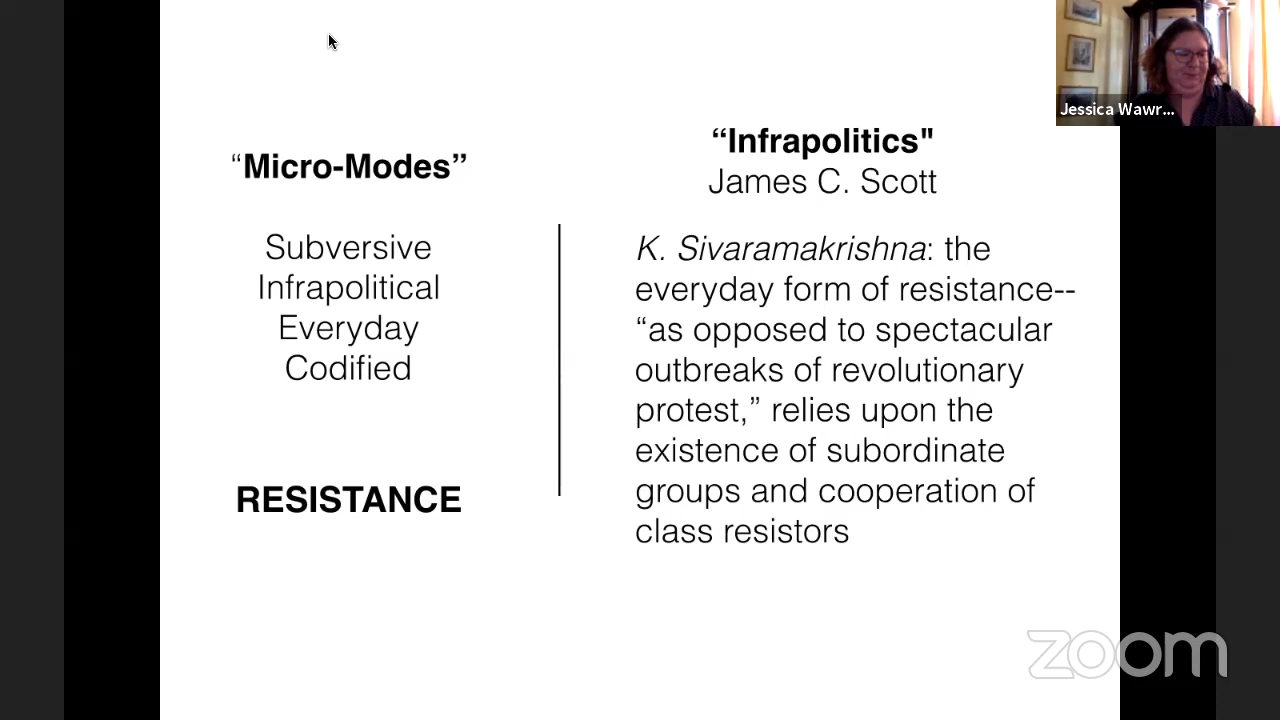 “Micro-Modes”
Subversive
Infrapolitical
Everyday
Codified
RESISTANCE
“Infrapolitics"
James C. Scott
K. Sivaramakrishna: the
everyday form of resistance--
“as opposed to spectacular
outbreaks of revolutionary
protest,” relies upon the
existence of subordinate
groups and cooperation of
class resistors
Jessica Wawr...
zoom